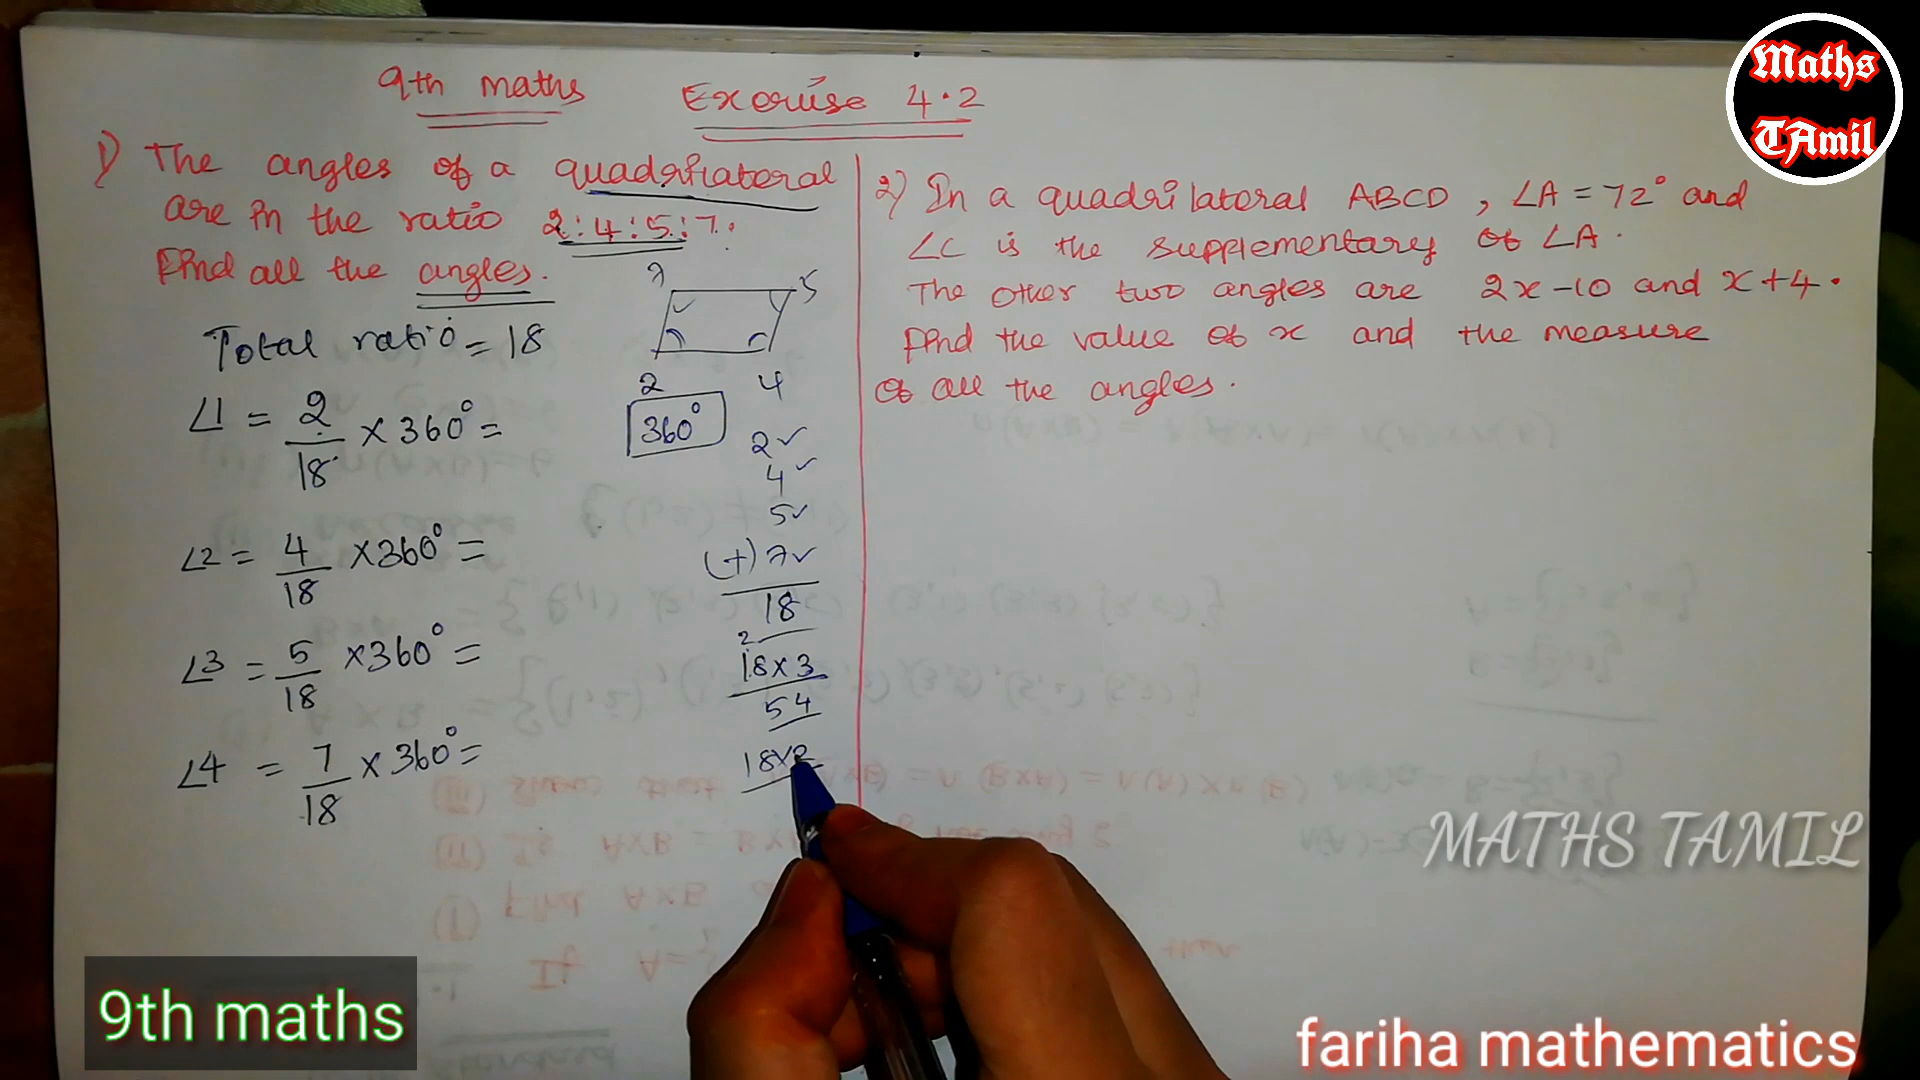 9th maths Exercise 4.2
1) The angles of a quadrilateral
are in the ratio 2:4:5:7.
Find all the angles.
Total ratio = 18
7 5
2 4
360°
∠1 = 2/18 × 360° =
∠2 = 4/18 × 360° =
∠3 = 5/18 × 360° =
∠4 = 7/18 × 360° =
2 ✓
4 ✓
5 ✓
(+) 7 ✓
18
2
18×3
54
18×2
2) In a quadrilateral ABCD, ∠A = 72° and
∠C is the supplementary of ∠A.
The other two angles are 2x-10 and x+4.
Find the value of x and the measure
of all the angles.
Maths
TAmil
MATHS TAMIL
9th maths
fariha mathematics